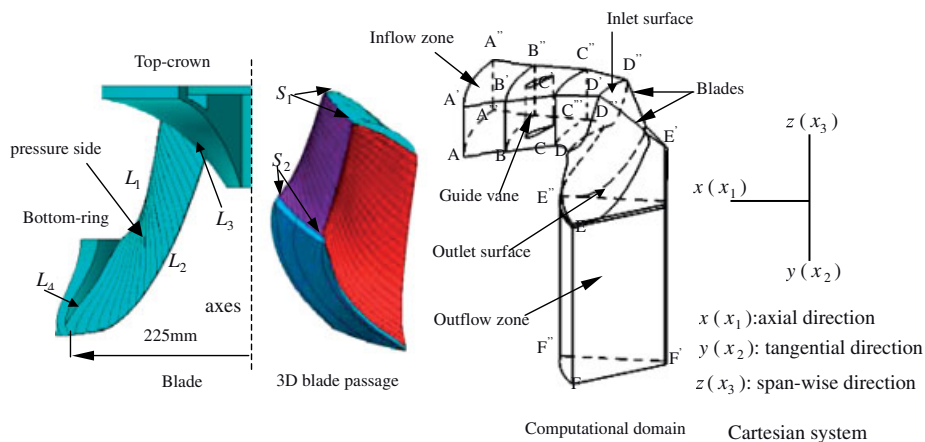 Top-crown
pressure side
L₁
Bottom-ring
L₃
L₂
L₄
axes
225mm
Blade
S₁
S₂
3D blade passage
Inflow zone
Inlet surface
A''
B''
C''
D''
A'
B'
C'
D'
A'''
C'''
D
Blades
E'
A
B
C
D
Guide vane
E''
E
Outlet surface
Outflow zone
F''
F'
F
Computational domain
z(x₃)
x(x₁)
y(x₂)
x(x₁):axial direction
y(x₂): tangential direction
z(x₃): span-wise direction
Cartesian system